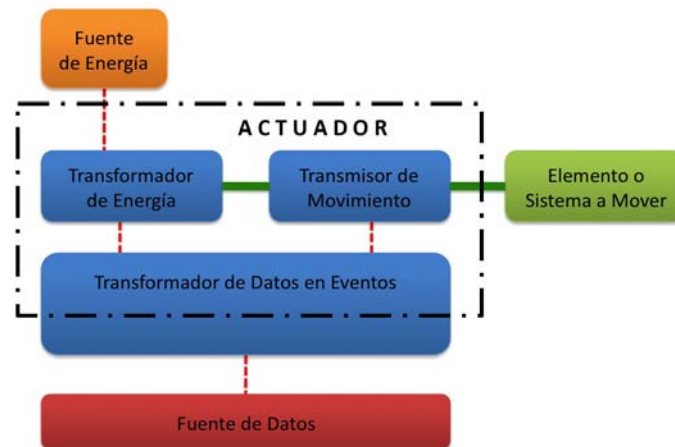 Fuente
de Energía
ACTUADOR
Transformador
de Energía
Transmisor de
Movimiento
Elemento o
Sistema a Mover
Transformador de Datos en Eventos
Fuente de Datos